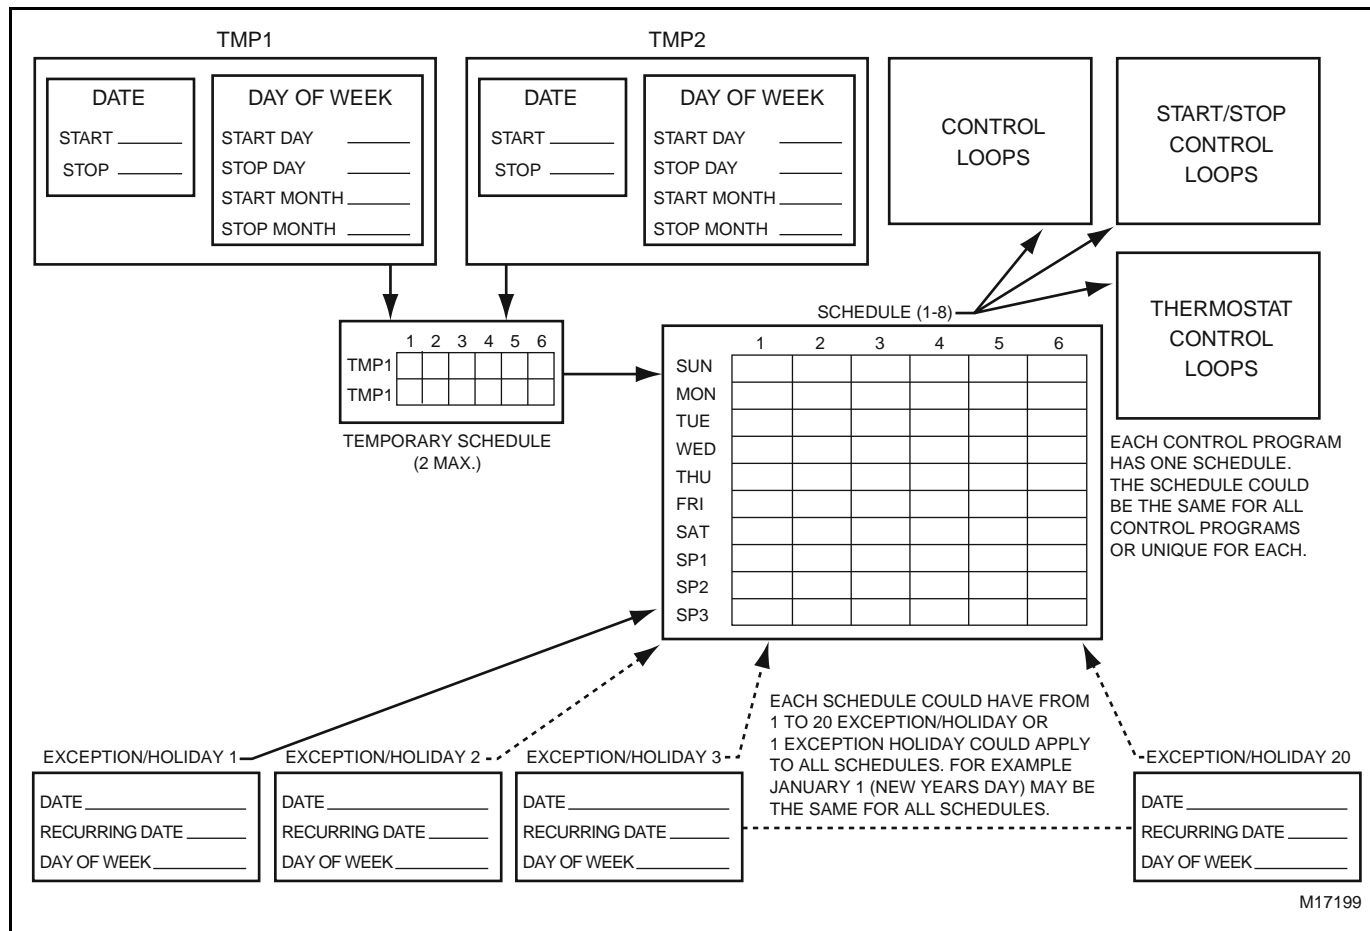 TMP1
DATE
START
STOP
DAY OF WEEK
START DAY
STOP DAY
START MONTH
STOP MONTH
TMP2
DATE
START
STOP
DAY OF WEEK
START DAY
STOP DAY
START MONTH
STOP MONTH
CONTROL
LOOPS
START/STOP
CONTROL
LOOPS
THERMOSTAT
CONTROL
LOOPS
1 2 3 4 5 6
TMP1
TMP1
TEMPORARY SCHEDULE
(2 MAX.)
SCHEDULE (1-8)
1 2 3 4 5 6
SUN
MON
TUE
WED
THU
FRI
SAT
SP1
SP2
SP3
EACH CONTROL PROGRAM
HAS ONE SCHEDULE.
THE SCHEDULE COULD
BE THE SAME FOR ALL
CONTROL PROGRAMS
OR UNIQUE FOR EACH.
EACH SCHEDULE COULD HAVE FROM
1 TO 20 EXCEPTION/HOLIDAY OR
1 EXCEPTION HOLIDAY COULD APPLY
TO ALL SCHEDULES. FOR EXAMPLE
JANUARY 1 (NEW YEARS DAY) MAY BE
THE SAME FOR ALL SCHEDULES.
EXCEPTION/HOLIDAY 1
DATE
RECURRING DATE
DAY OF WEEK
EXCEPTION/HOLIDAY 2
DATE
RECURRING DATE
DAY OF WEEK
EXCEPTION/HOLIDAY 3
DATE
RECURRING DATE
DAY OF WEEK
EXCEPTION/HOLIDAY 20
DATE
RECURRING DATE
DAY OF WEEK
M17199